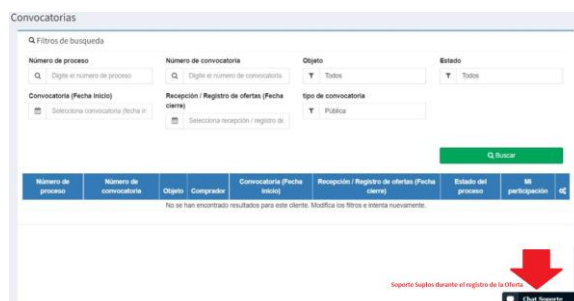 Convocatorias
Filtros de busqueda
Número de proceso Número de convocatoria Objeto Estado
Digite el número de proceso Digite el número de convocatoria Todos Todos
Convocatoria (Fecha inicio) Recepción / Registro de ofertas (Fecha cierre) tipo de convocatoria
Selecciona convocatoria (fecha in Selecciona recepción / registro de Pública
Buscar
Número de proceso Número de convocatoria Objeto Comprador Convocatoria (Fecha inicio) Recepción / Registro de ofertas (Fecha cierre) Estado del proceso Mi participación
No se han encontrado resultados para este cliente. Modifica los filtros e intenta nuevamente.
Soporte Suplos durante el registro de la Oferta
Chat Soporte